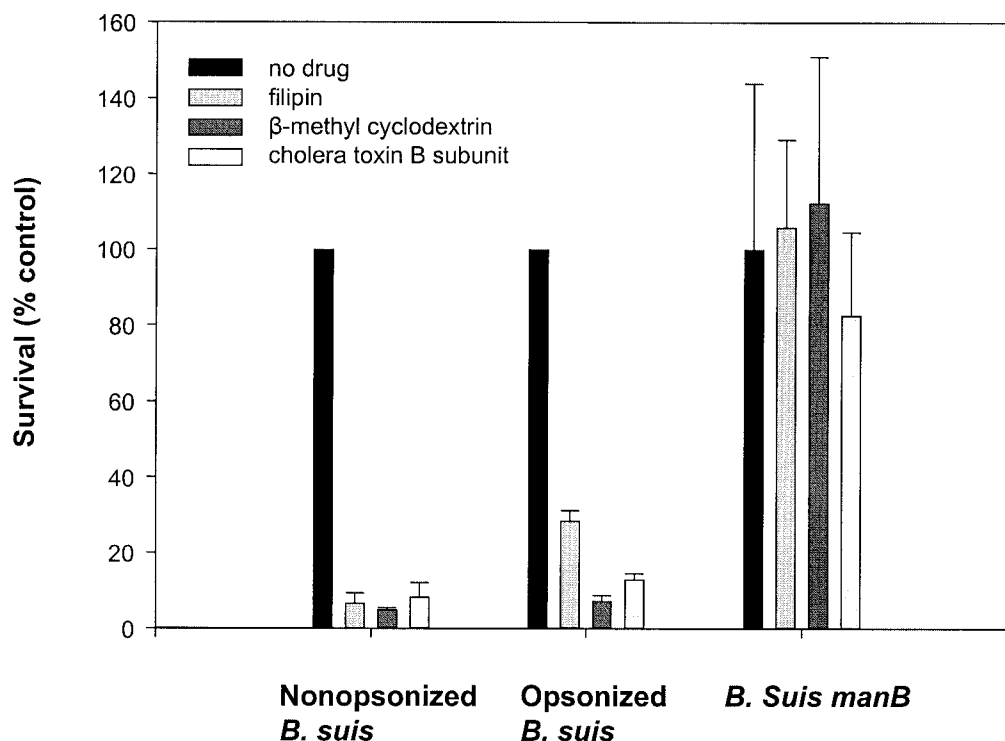 160
140
120
100
80
60
40
20
0
Survival (% control)
no drug
filipin
β-methyl cyclodextrin
cholera toxin B subunit
Nonopsonized
B. suis
Opsonized
B. suis
B. Suis manB